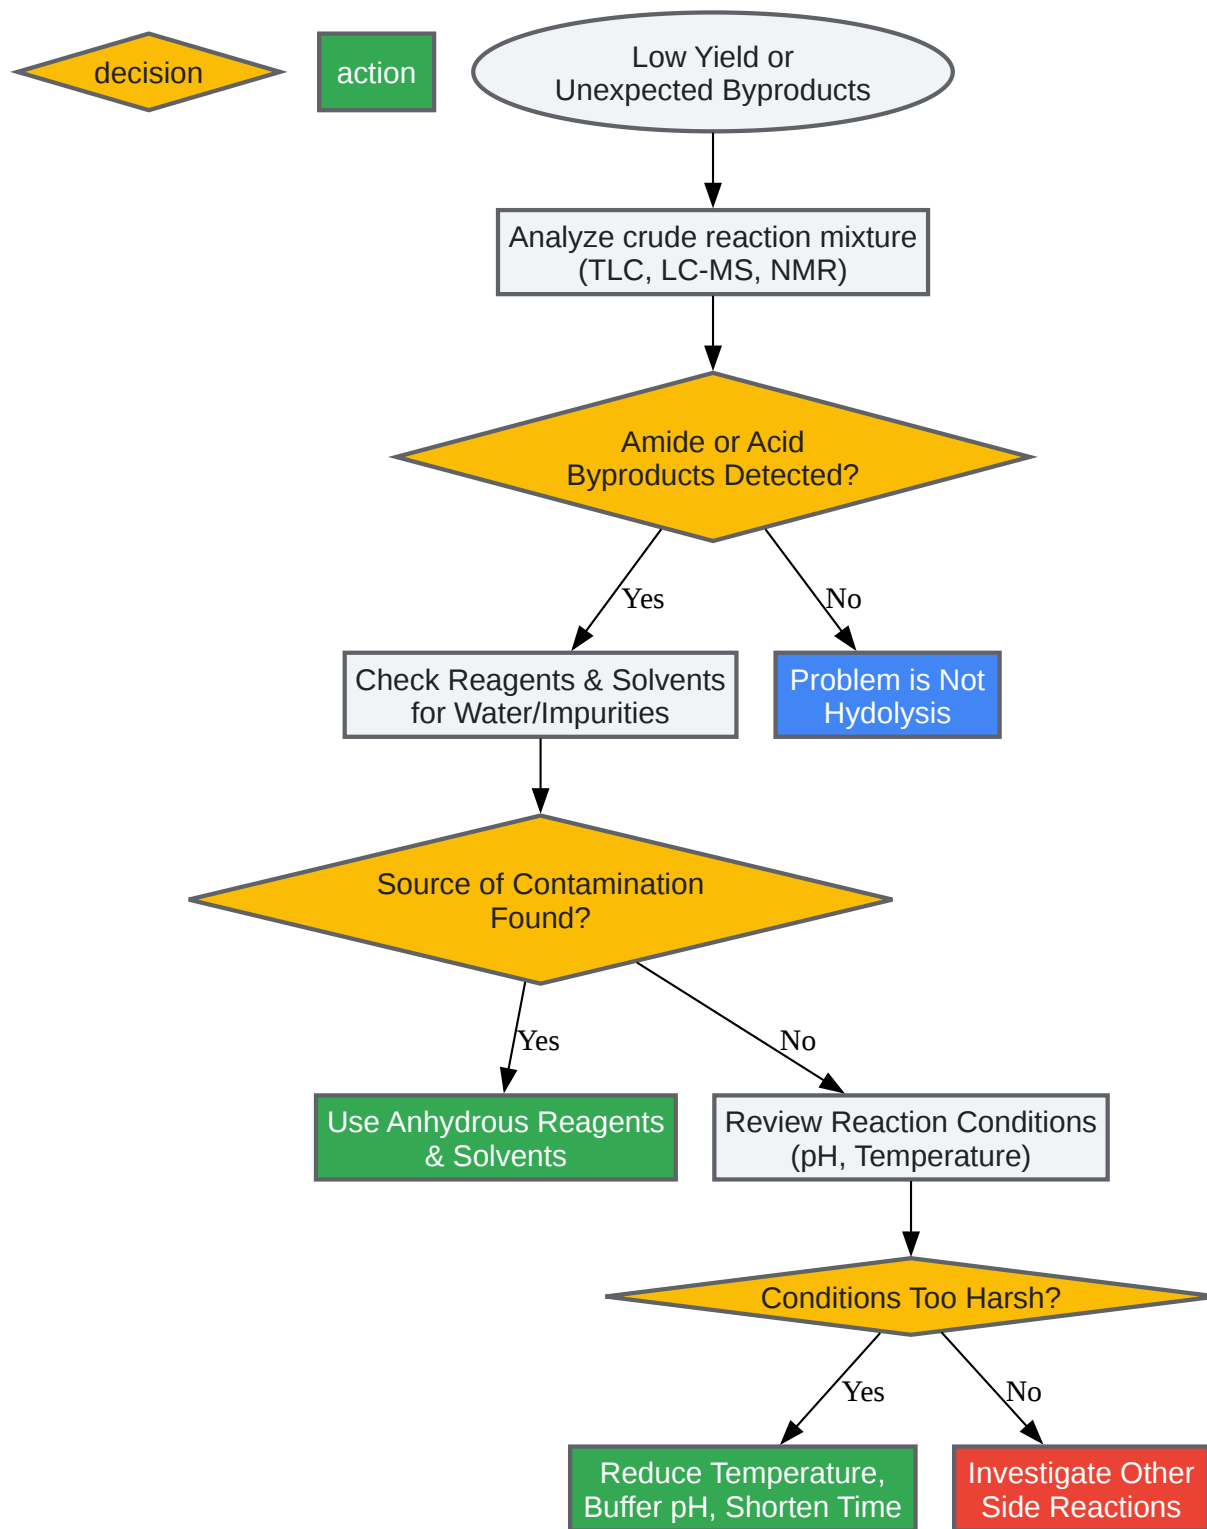 decision
action
Low Yield or
Unexpected Byproducts
Analyze crude reaction mixture
(TLC, LC-MS, NMR)
Amide or Acid
Byproducts Detected?
Yes
No
Check Reagents & Solvents
for Water/Impurities
Problem is Not
Hydolysis
Source of Contamination
Found?
Yes
No
Use Anhydrous Reagents
& Solvents
Review Reaction Conditions
(pH, Temperature)
Conditions Too Harsh?
Yes
No
Reduce Temperature,
Buffer pH, Shorten Time
Investigate Other
Side Reactions